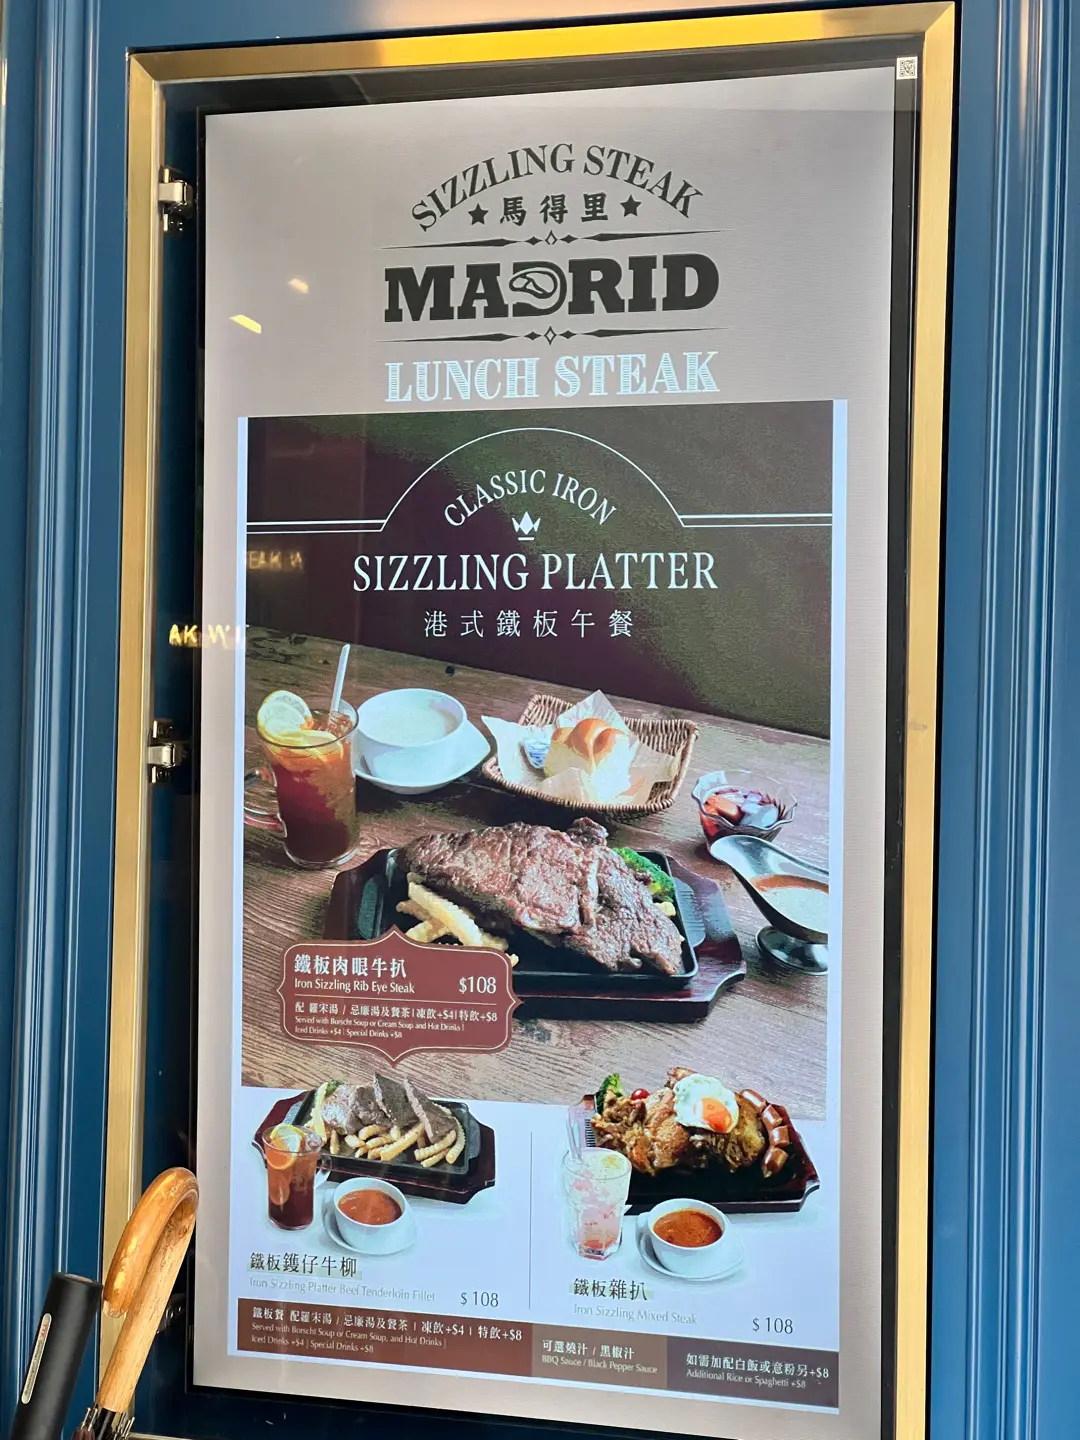 SIZZLING STEAK
★馬得里★
MADRID
LUNCH STEAK
CLASSIC IRON
SIZZLING PLATTER
港式鐵板午餐
鐵板肉眼牛扒
Iron Sizzling Rib Eye Steak $108
配 羅宋湯 / 忌廉湯及餐茶 | 凍飲+$4 | 特飲+$8
Served with Borscht Soup or Cream Soup and Hot Drinks |
Iced Drinks +$4 | Special Drinks +$8
鐵板鑊仔牛柳
Iron Sizzling Platter Beef Tenderloin Fillet $108
鐵板雜扒
Iron Sizzling Mixed Steak $108
鐵板餐 配羅宋湯 / 忌廉湯及餐茶 | 凍飲+$4 | 特飲+$8
Served with Borscht Soup or Cream Soup, and Hot Drinks |
Iced Drinks +$4 | Special Drinks +$8
可選燒汁 / 黑椒汁
BBQ Sauce / Black Pepper Sauce
如需加配白飯或意粉另+$8
Additional Rice or Spaghetti +$8